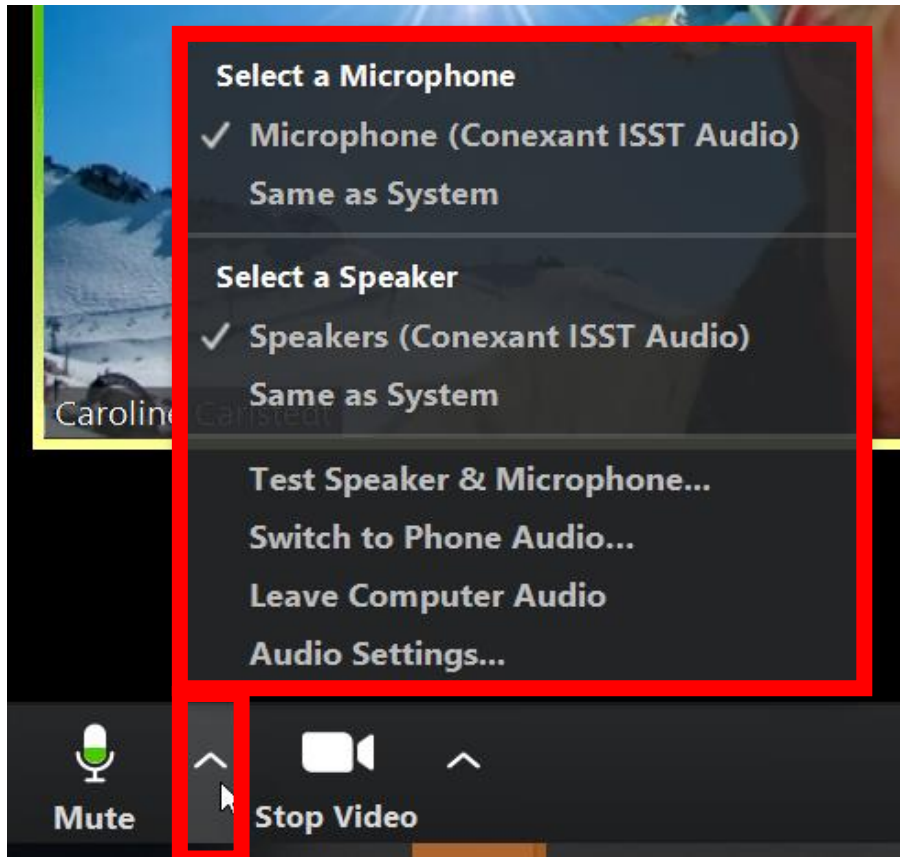 Select a Microphone
✓ Microphone (Conexant ISST Audio)
Same as System
Select a Speaker
✓ Speakers (Conexant ISST Audio)
Same as System
Caroline Carlstedt
Test Speaker & Microphone...
Switch to Phone Audio...
Leave Computer Audio
Audio Settings...
Mute
Stop Video